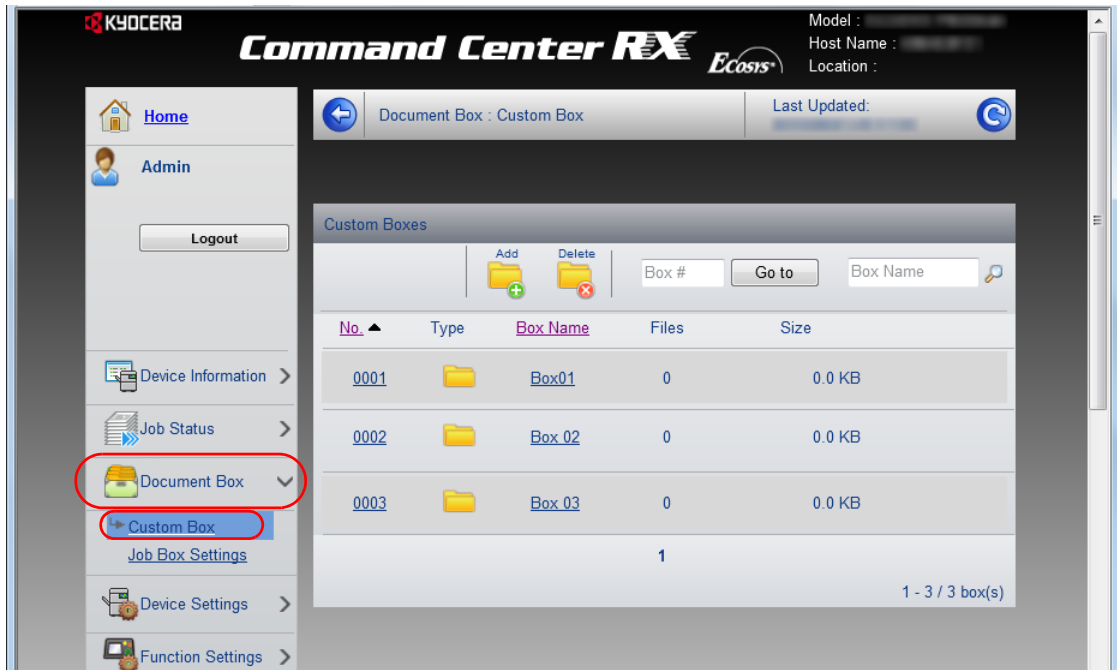 KYOCERA
Command Center RX
Ecosys
Model :
Host Name :
Location :
Home
Admin
Logout
Device Information
Job Status
Document Box
Custom Box
Job Box Settings
Device Settings
Function Settings
Document Box : Custom Box
Last Updated:
Custom Boxes
Add Delete
Box # Go to Box Name
No. Type Box Name Files Size
0001 Box01 0 0.0 KB
0002 Box 02 0 0.0 KB
0003 Box 03 0 0.0 KB
1
1 - 3 / 3 box(s)